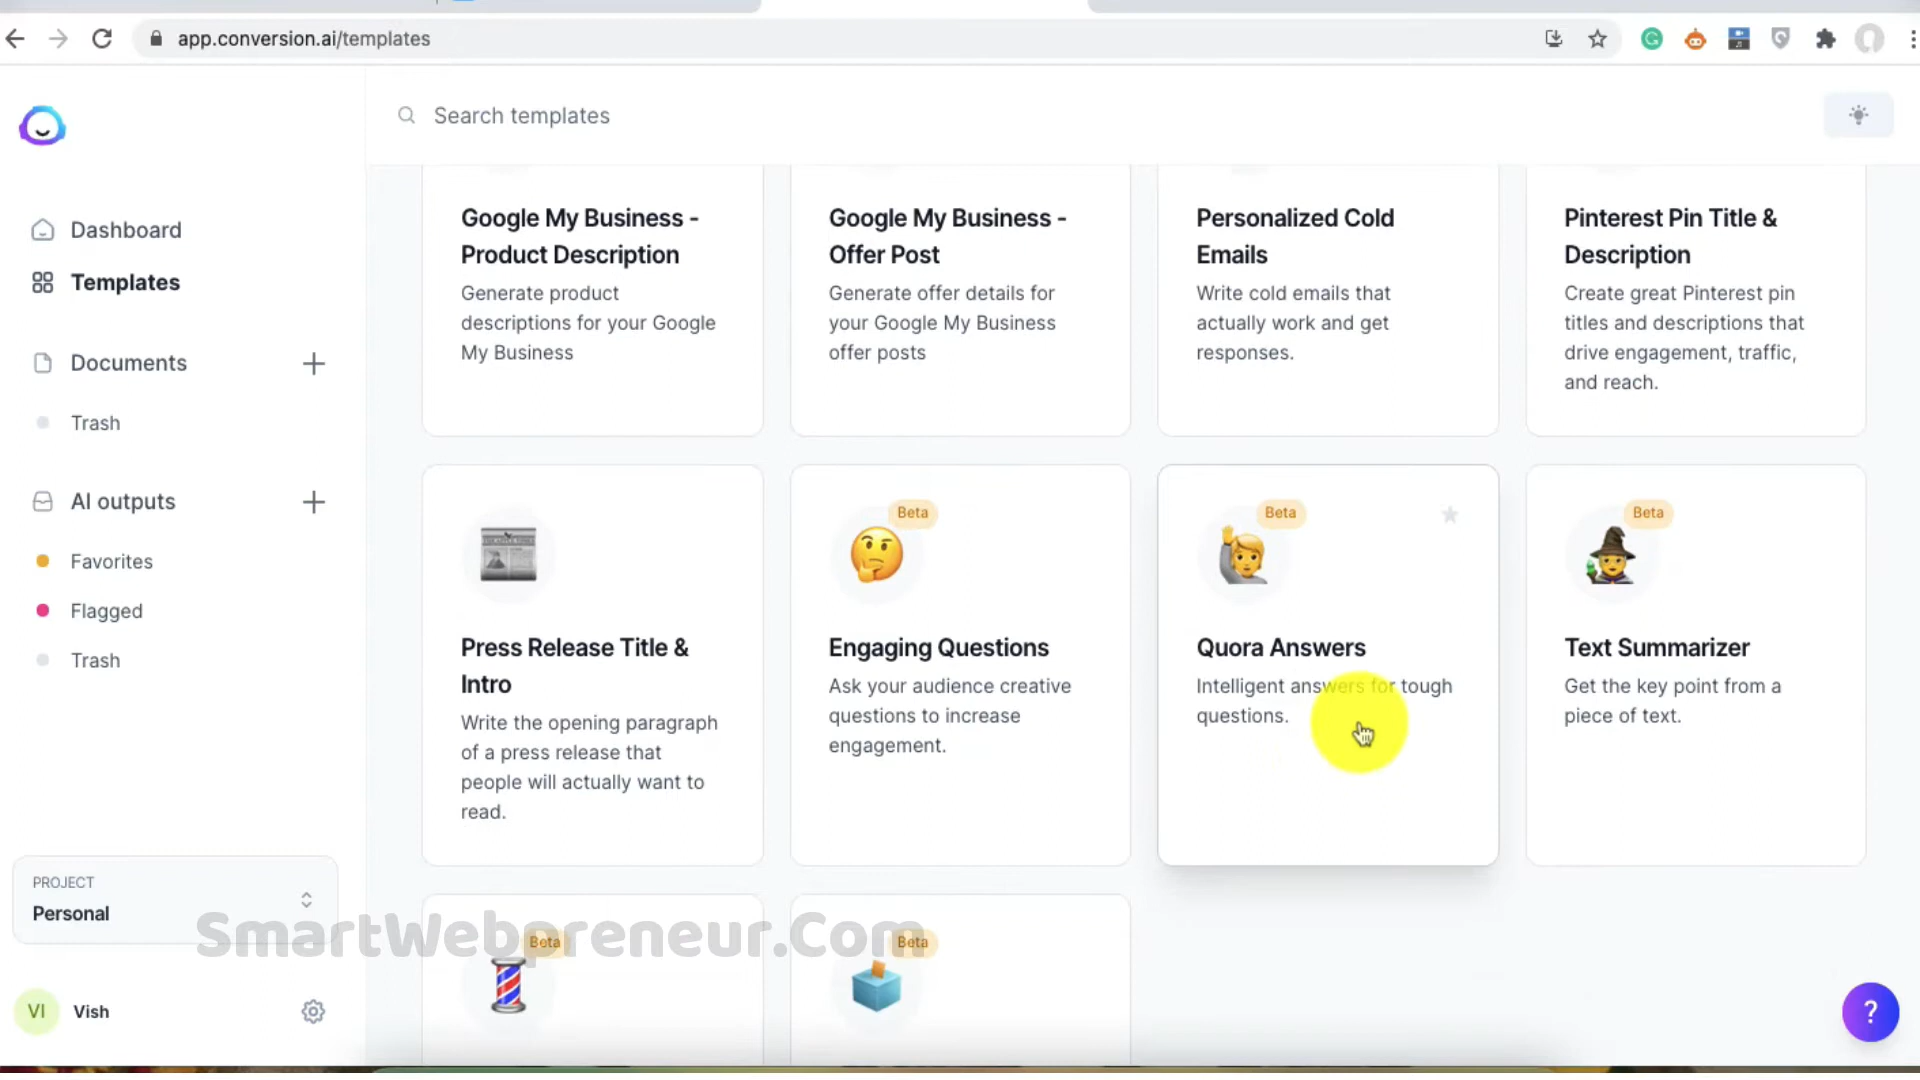 app.conversion.ai/templates
Search templates
Dashboard
Templates
Documents
Trash
AI outputs
Favorites
Flagged
Trash
PROJECT
Personal
VI
Vish
Google My Business -
Product Description
Generate product
descriptions for your Google
My Business
Google My Business -
Offer Post
Generate offer details for
your Google My Business
offer posts
Personalized Cold
Emails
Write cold emails that
actually work and get
responses.
Pinterest Pin Title &
Description
Create great Pinterest pin
titles and descriptions that
drive engagement, traffic,
and reach.
Press Release Title &
Intro
Write the opening paragraph
of a press release that
people will actually want to
read.
Beta
Engaging Questions
Ask your audience creative
questions to increase
engagement.
Beta
Quora Answers
Intelligent answers for tough
questions.
Beta
Text Summarizer
Get the key point from a
piece of text.
Beta
Beta
SmartWebpreneur.Com
?